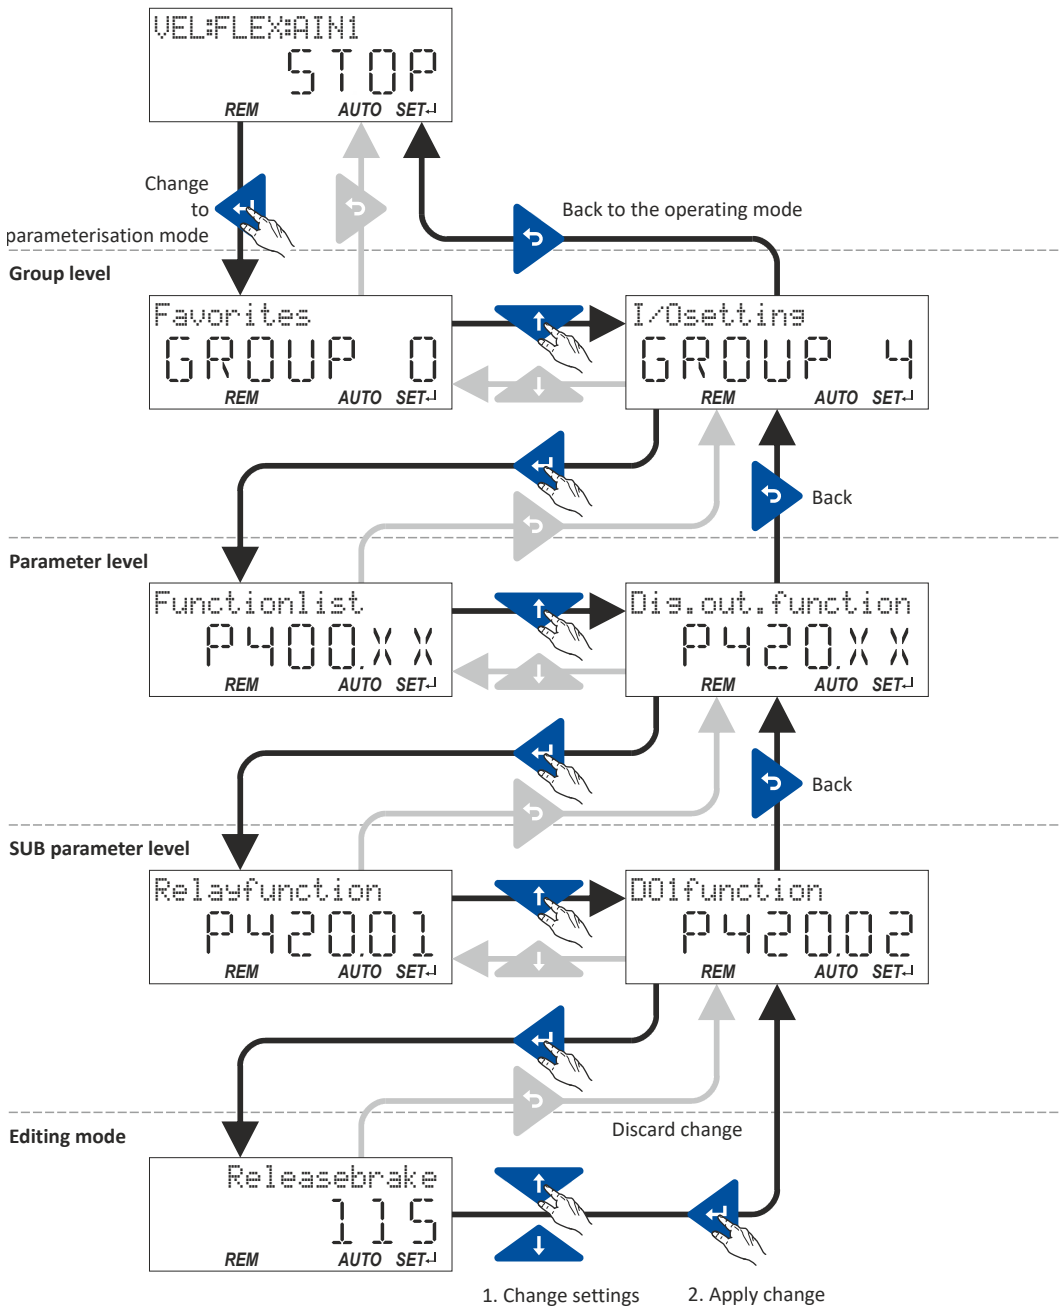 VEL:FLEX:AIN1
STOP
REM AUTO SET
Change
to
parameterisation mode
Back to the operating mode
Group level
Favorites
GROUP 0
REM AUTO SET
I/Osetting
GROUP 4
REM AUTO SET
Back
Parameter level
Functionlist
P400.XX
REM AUTO SET
Dig.out.function
P420.XX
REM AUTO SET
Back
SUB parameter level
Relayfunction
P420.01
REM AUTO SET
DO1function
P420.02
REM AUTO SET
Discard change
Editing mode
Releasebrake
115
REM AUTO SET
1. Change settings
2. Apply change